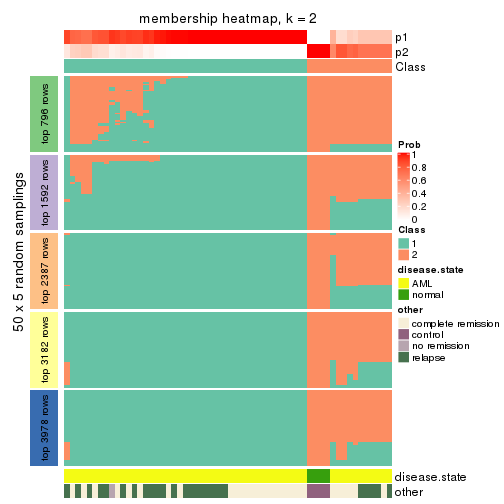 membership heatmap, k = 2
p1
p2
Class
50 x 5 random samplings
top 796 rows
top 1592 rows
top 2387 rows
top 3182 rows
top 3978 rows
Prob
1
0.8
0.6
0.4
0.2
0
Class
1
2
disease.state
AML
normal
other
complete remission
control
no remission
relapse
disease.state
other